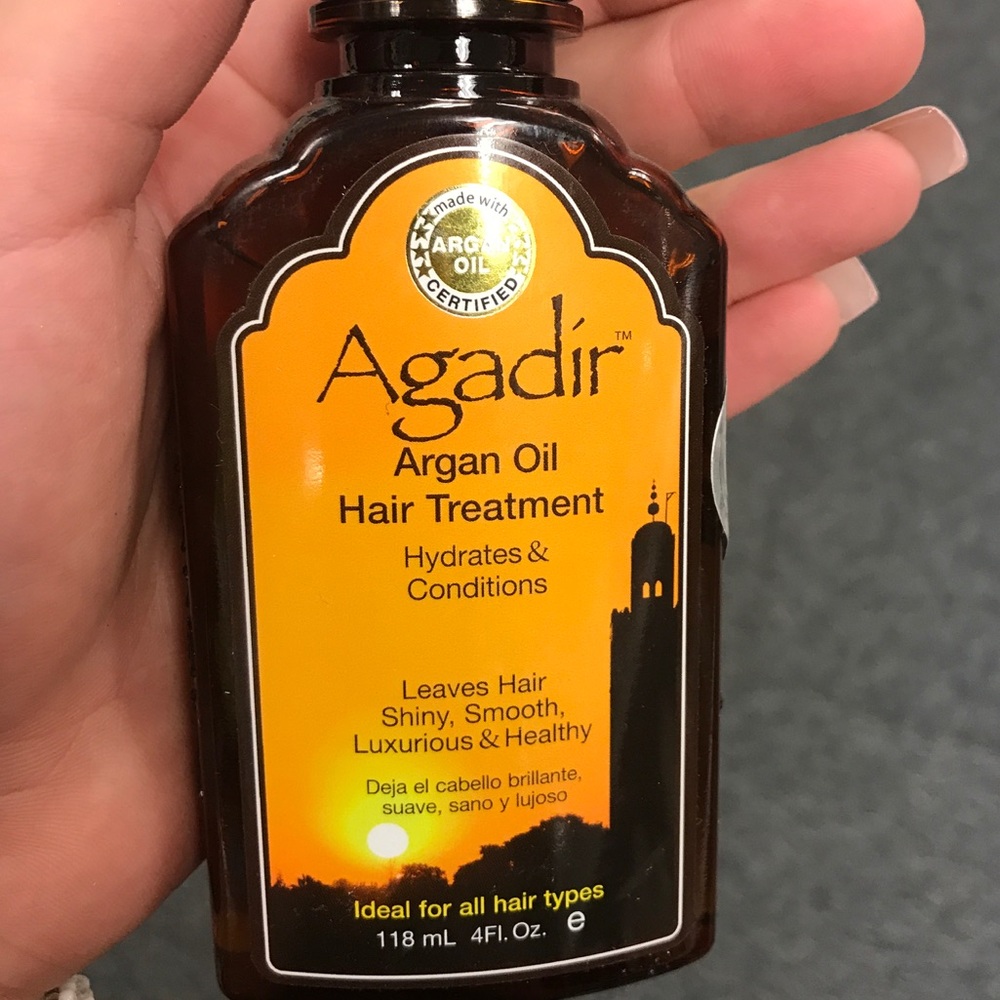 made with
ARGAN
OIL
CERTIFIED
Agadír™
Argan Oil
Hair Treatment
Hydrates &
Conditions
Leaves Hair
Shiny, Smooth,
Luxurious & Healthy
Deja el cabello brillante,
suave, sano y lujoso
Ideal for all hair types
118 mL 4Fl. Oz. e